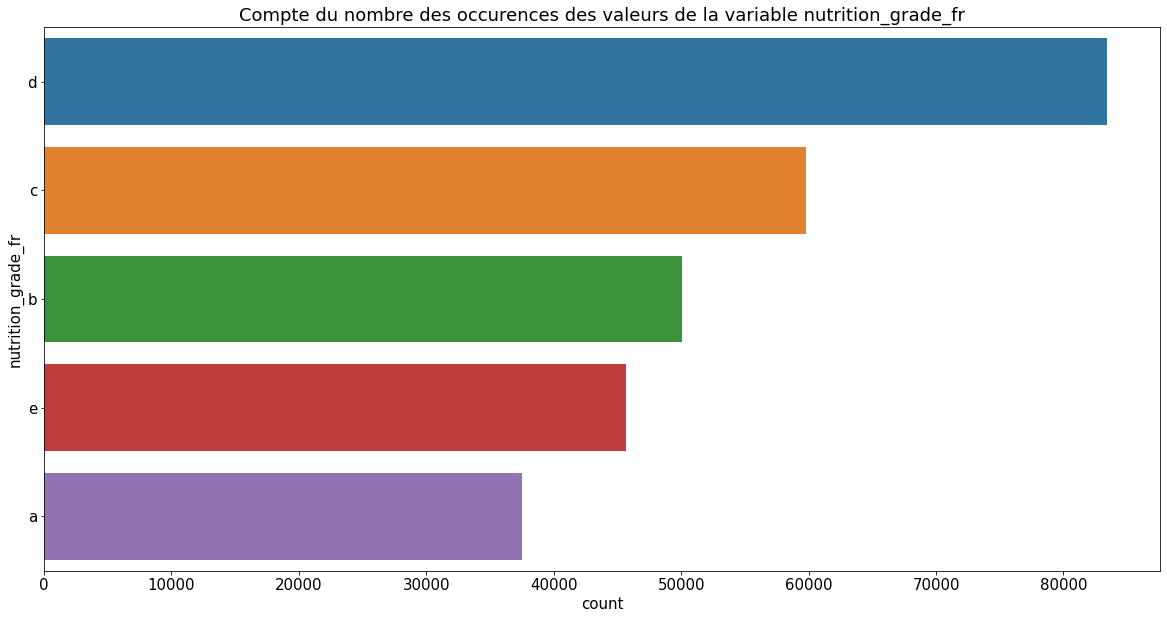 Compte du nombre des occurences des valeurs de la variable nutrition_grade_fr
nutrition_grade_fr
d
c
b
e
a
0 10000 20000 30000 40000 50000 60000 70000 80000
count